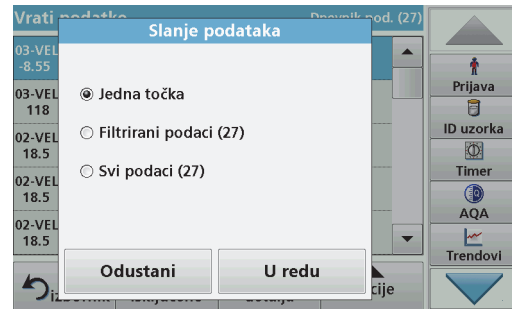 Vrati podatke
Dnevnik pod. (27)
Slanje podataka
03-VEL
-8.55
03-VEL
118
02-VEL
18.5
02-VEL
18.5
02-VEL
18.5
Jedna točka
Filtrirani podaci (27)
Svi podaci (27)
Odustani
U redu
Prijava
ID uzorka
Timer
AQA
Trendovi